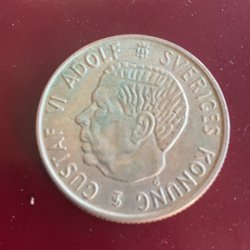 GUSTAF VI ADOLF SVERIGES KONUNG